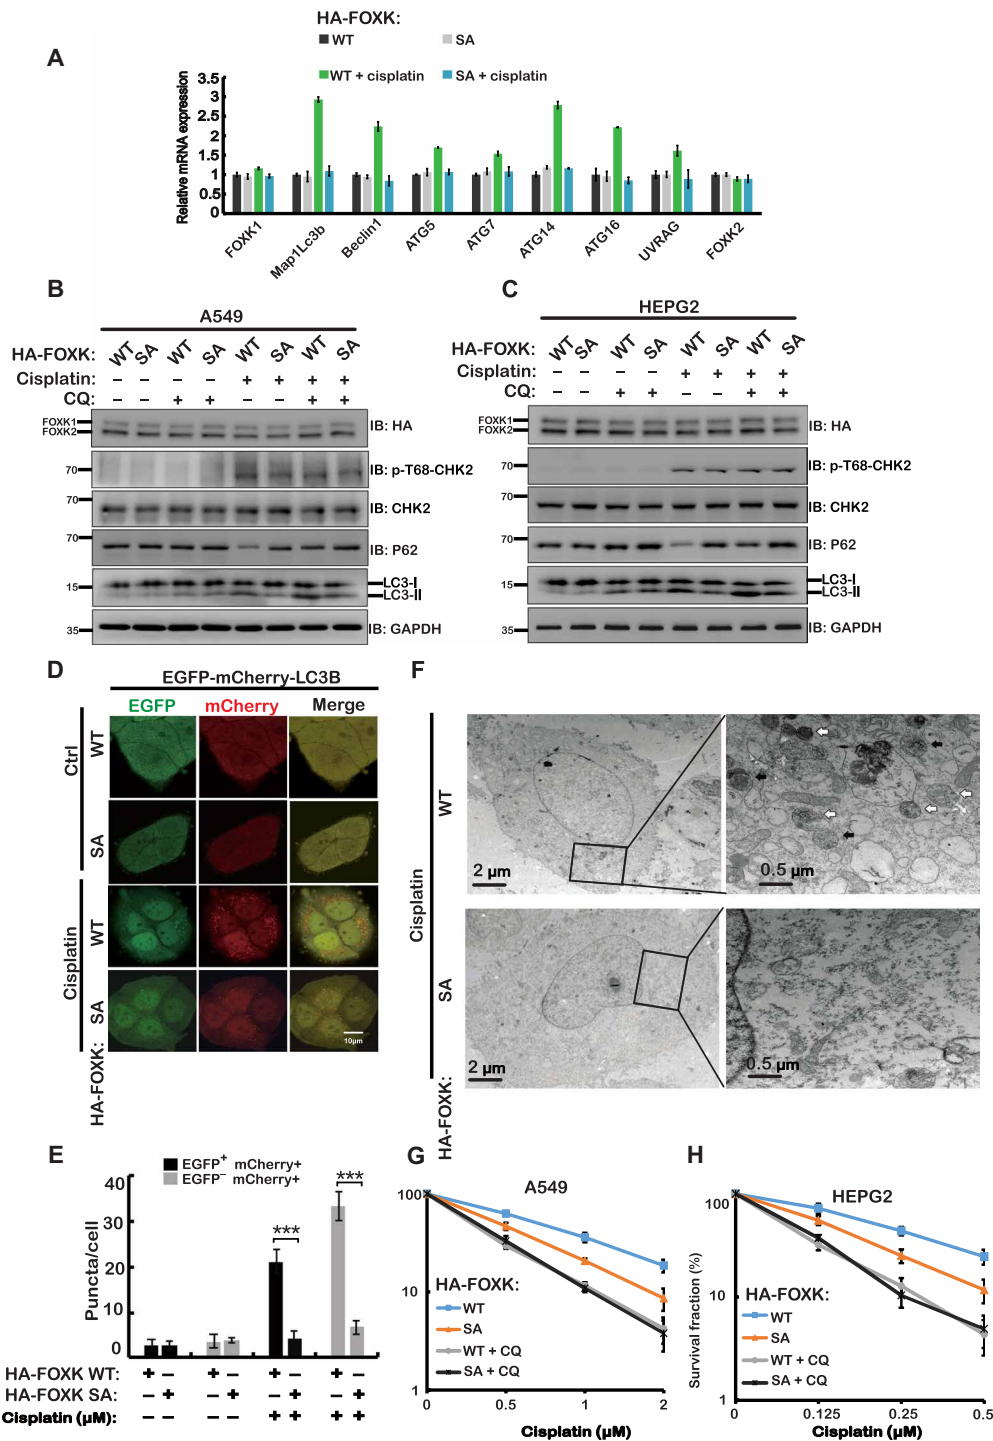 HA-FOXK:
WT SA
WT + cisplatin SA + cisplatin
A
Relative mRNA expression
3.5
3
2.5
2
1.5
1
0.5
0
FOXK1 Map1Lc3b Beclin1 ATG5 ATG7 ATG14 ATG16 UVRAG FOXK2
B
A549
HA-FOXK: WT SA WT SA WT SA WT SA
Cisplatin: – – – – + + + +
CQ: – – + + – – + +
FOXK1
FOXK2
IB: HA
70
IB: p-T68-CHK2
70
IB: CHK2
70
IB: P62
15
LC3-I
LC3-II
35
IB: GAPDH
C
HEPG2
HA-FOXK: WT SA WT SA WT SA WT SA
Cisplatin: – – – – + + + +
CQ: – – + + – – + +
FOXK1
FOXK2
IB: HA
70
IB: p-T68-CHK2
70
IB: CHK2
70
IB: P62
15
LC3-I
LC3-II
35
IB: GAPDH
D
EGFP-mCherry-LC3B
EGFP mCherry Merge
Ctrl
WT
SA
Cisplatin
WT
SA
HA-FOXK:
10µm
F
Cisplatin
WT
SA
HA-FOXK:
2 µm
0.5 µm
2 µm
0.5 µm
E
EGFP+ mCherry+
EGFP– mCherry+
Puncta/cell
40
30
20
10
0
***
***
HA-FOXK WT: + – + – + – + –
HA-FOXK SA: – + – + – + – +
Cisplatin (µM): – – – – + + + +
G
A549
100
10
1
HA-FOXK:
WT
SA
WT + CQ
SA + CQ
0 0.5 1 2
Cisplatin (µM)
H
HEPG2
Survival fraction (%)
100
10
1
HA-FOXK:
WT
SA
WT + CQ
SA + CQ
0 0.125 0.25 0.5
Cisplatin (µM)